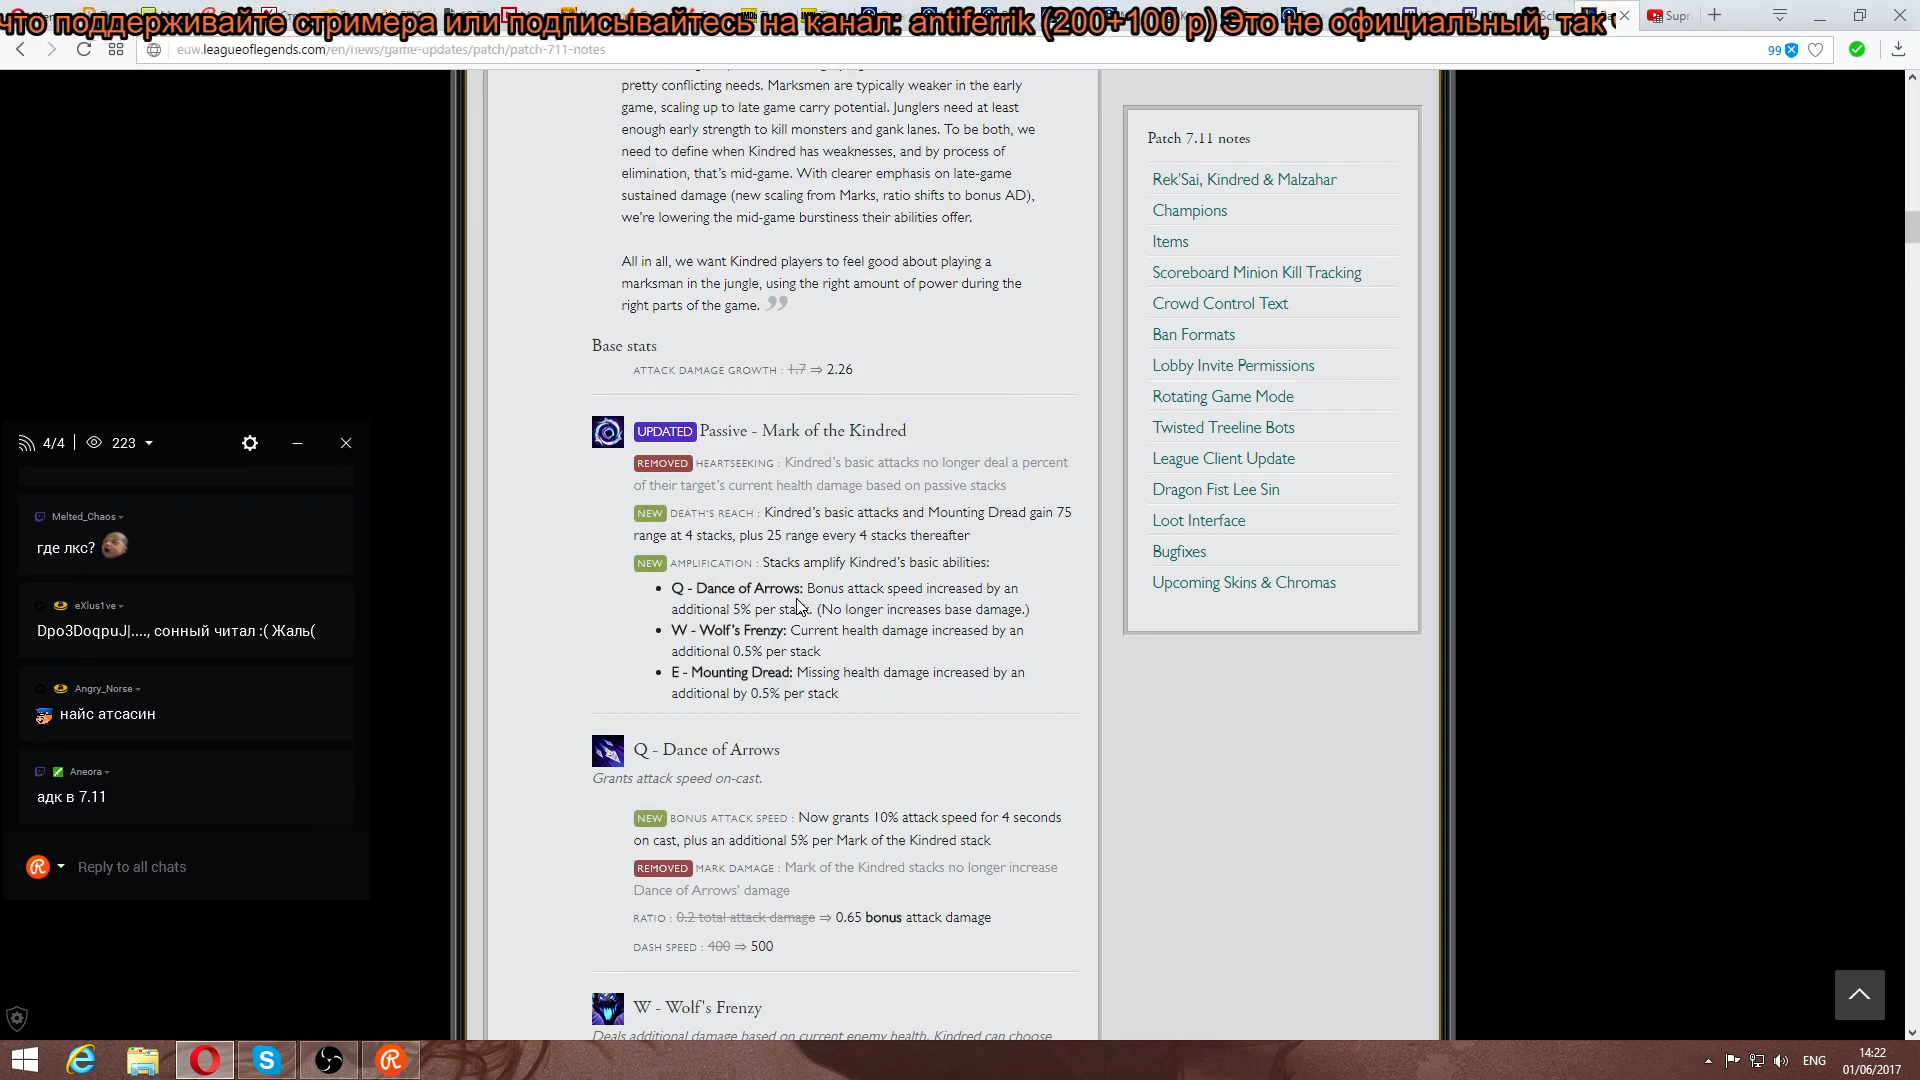 что поддерживайте стримера или подписывайтесь на канал: antiferrik (200+100 р) Это не официальный, так
euw.leagueoflegends.com/en/news/game-updates/patch/patch-711-notes
99
pretty conflicting needs. Marksmen are typically weaker in the early
game, scaling up to late game carry potential. Junglers need at least
enough early strength to kill monsters and gank lanes. To be both, we
need to define when Kindred has weaknesses, and by process of
elimination, that's mid-game. With clearer emphasis on late-game
sustained damage (new scaling from Marks, ratio shifts to bonus AD),
we're lowering the mid-game burstiness their abilities offer.
All in all, we want Kindred players to feel good about playing a
marksman in the jungle, using the right amount of power during the
right parts of the game.
Base stats
ATTACK DAMAGE GROWTH : 1.7 ⇒ 2.26
UPDATED Passive - Mark of the Kindred
REMOVED HEARTSEEKING : Kindred's basic attacks no longer deal a percent
of their target's current health damage based on passive stacks
NEW DEATH'S REACH : Kindred's basic attacks and Mounting Dread gain 75
range at 4 stacks, plus 25 range every 4 stacks thereafter
NEW AMPLIFICATION : Stacks amplify Kindred's basic abilities:
• Q - Dance of Arrows: Bonus attack speed increased by an
additional 5% per stack. (No longer increases base damage.)
• W - Wolf's Frenzy: Current health damage increased by an
additional 0.5% per stack
• E - Mounting Dread: Missing health damage increased by an
additional by 0.5% per stack
Q - Dance of Arrows
Grants attack speed on-cast.
NEW BONUS ATTACK SPEED : Now grants 10% attack speed for 4 seconds
on cast, plus an additional 5% per Mark of the Kindred stack
REMOVED MARK DAMAGE : Mark of the Kindred stacks no longer increase
Dance of Arrows' damage
RATIO : 0.2 total attack damage ⇒ 0.65 bonus attack damage
DASH SPEED : 400 ⇒ 500
W - Wolf's Frenzy
Deals additional damage based on current enemy health. Kindred can choose
Patch 7.11 notes
Rek'Sai, Kindred & Malzahar
Champions
Items
Scoreboard Minion Kill Tracking
Crowd Control Text
Ban Formats
Lobby Invite Permissions
Rotating Game Mode
Twisted Treeline Bots
League Client Update
Dragon Fist Lee Sin
Loot Interface
Bugfixes
Upcoming Skins & Chromas
4/4 223
Melted_Chaos
где лкс?
eXlus1ve
Dpo3DoqpuJ|...., сонный читал :( Жаль(
Angry_Norse
найс атсасин
Aneora
адк в 7.11
Reply to all chats
ENG
14:22
01/06/2017